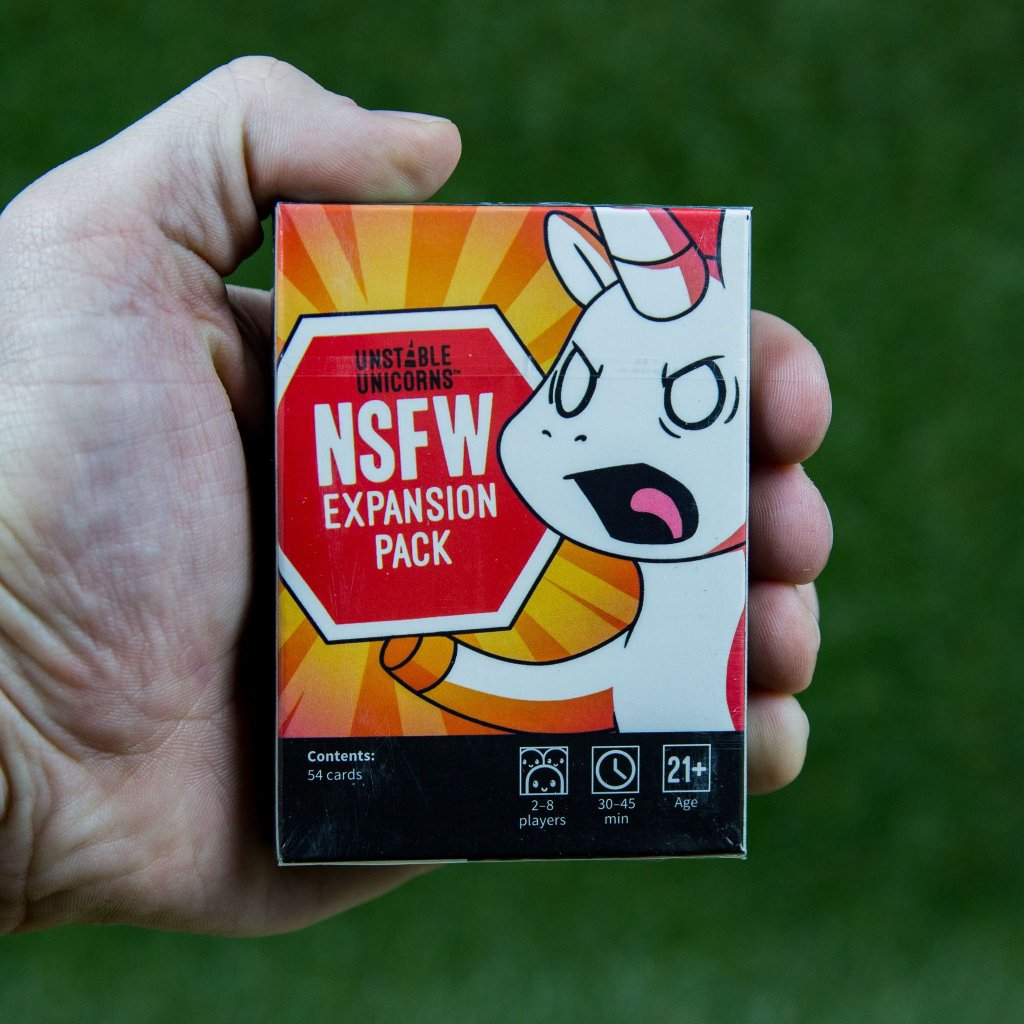 UNSTABLE
UNICORNS™
NSFW
EXPANSION
PACK
Contents:
54 cards
2–8
players
30–45
min
21+
Age